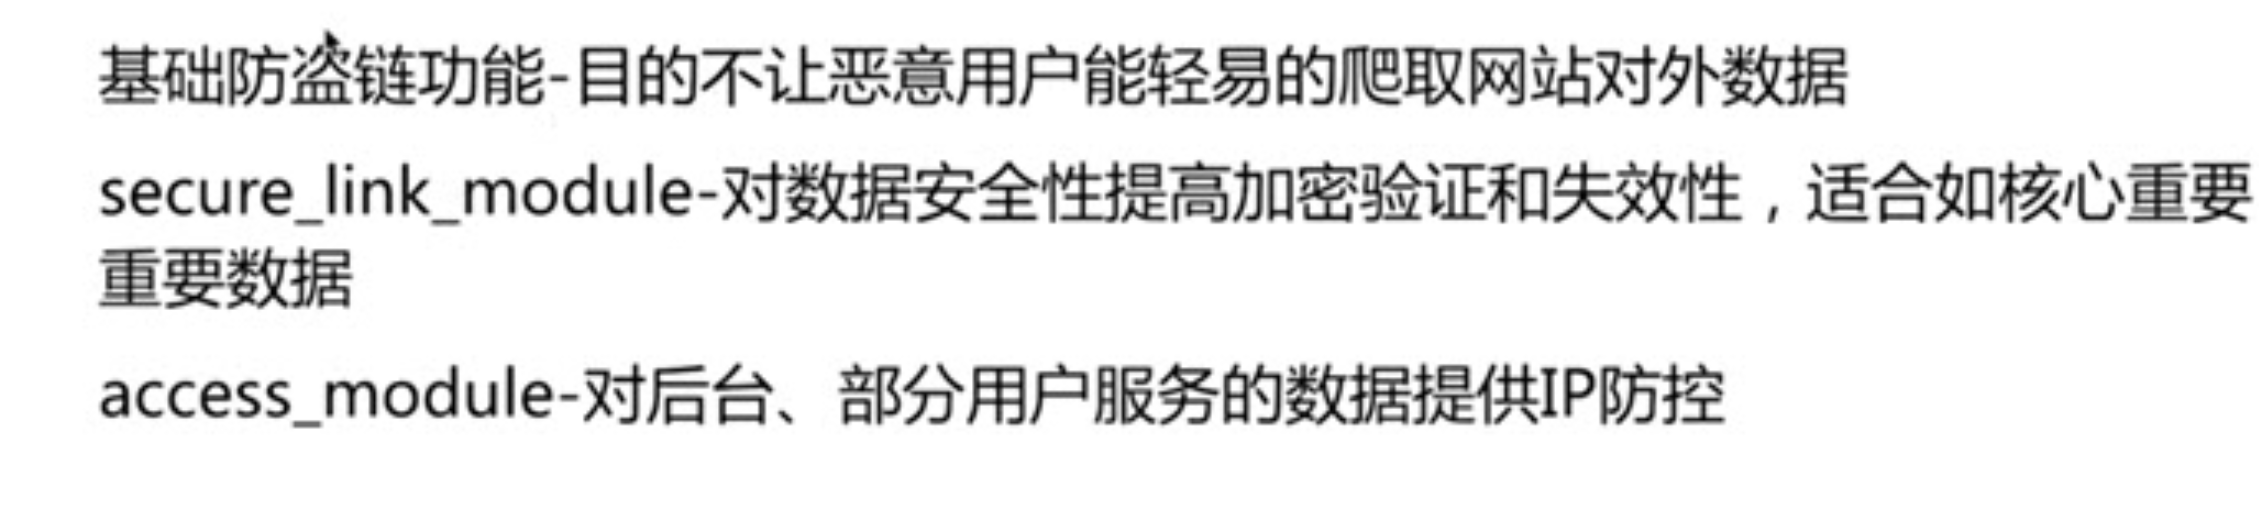 基础防盗链功能-目的不让恶意用户能轻易的爬取网站对外数据
secure_link_module-对数据安全性提高加密验证和失效性，适合如核心重要
重要数据
access_module-对后台、部分用户服务的数据提供IP防控